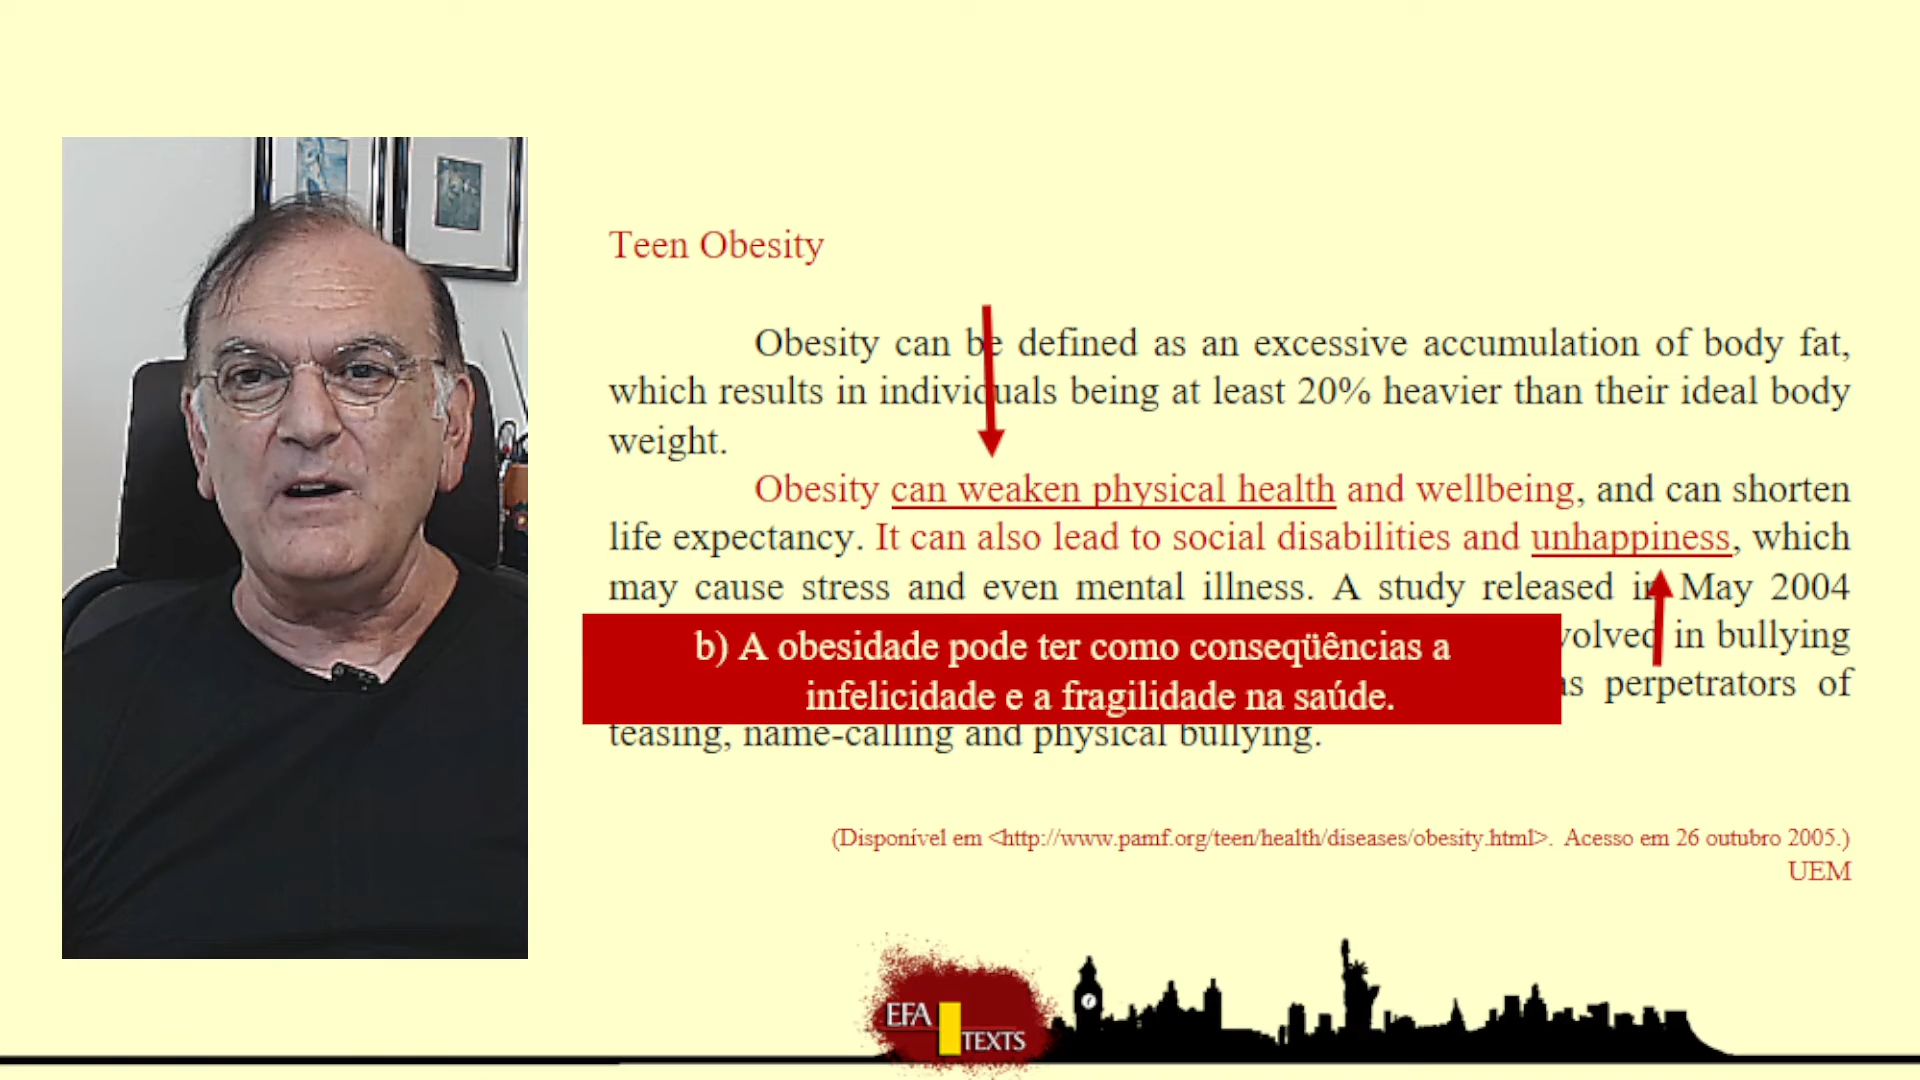 Teen Obesity
Obesity can be defined as an excessive accumulation of body fat,
which results in individuals being at least 20% heavier than their ideal body
weight.
Obesity can weaken physical health and wellbeing, and can shorten
life expectancy. It can also lead to social disabilities and unhappiness, which
may cause stress and even mental illness. A study released in May 2004
b) A obesidade pode ter como conseqüências a
infelicidade e a fragilidade na saúde.
in bullying
perpetrators of
teasing, name-calling and physical bullying.
(Disponível em <http://www.pamf.org/teen/health/diseases/obesity.html>. Acesso em 26 outubro 2005.)
UEM
EFA
TEXTS